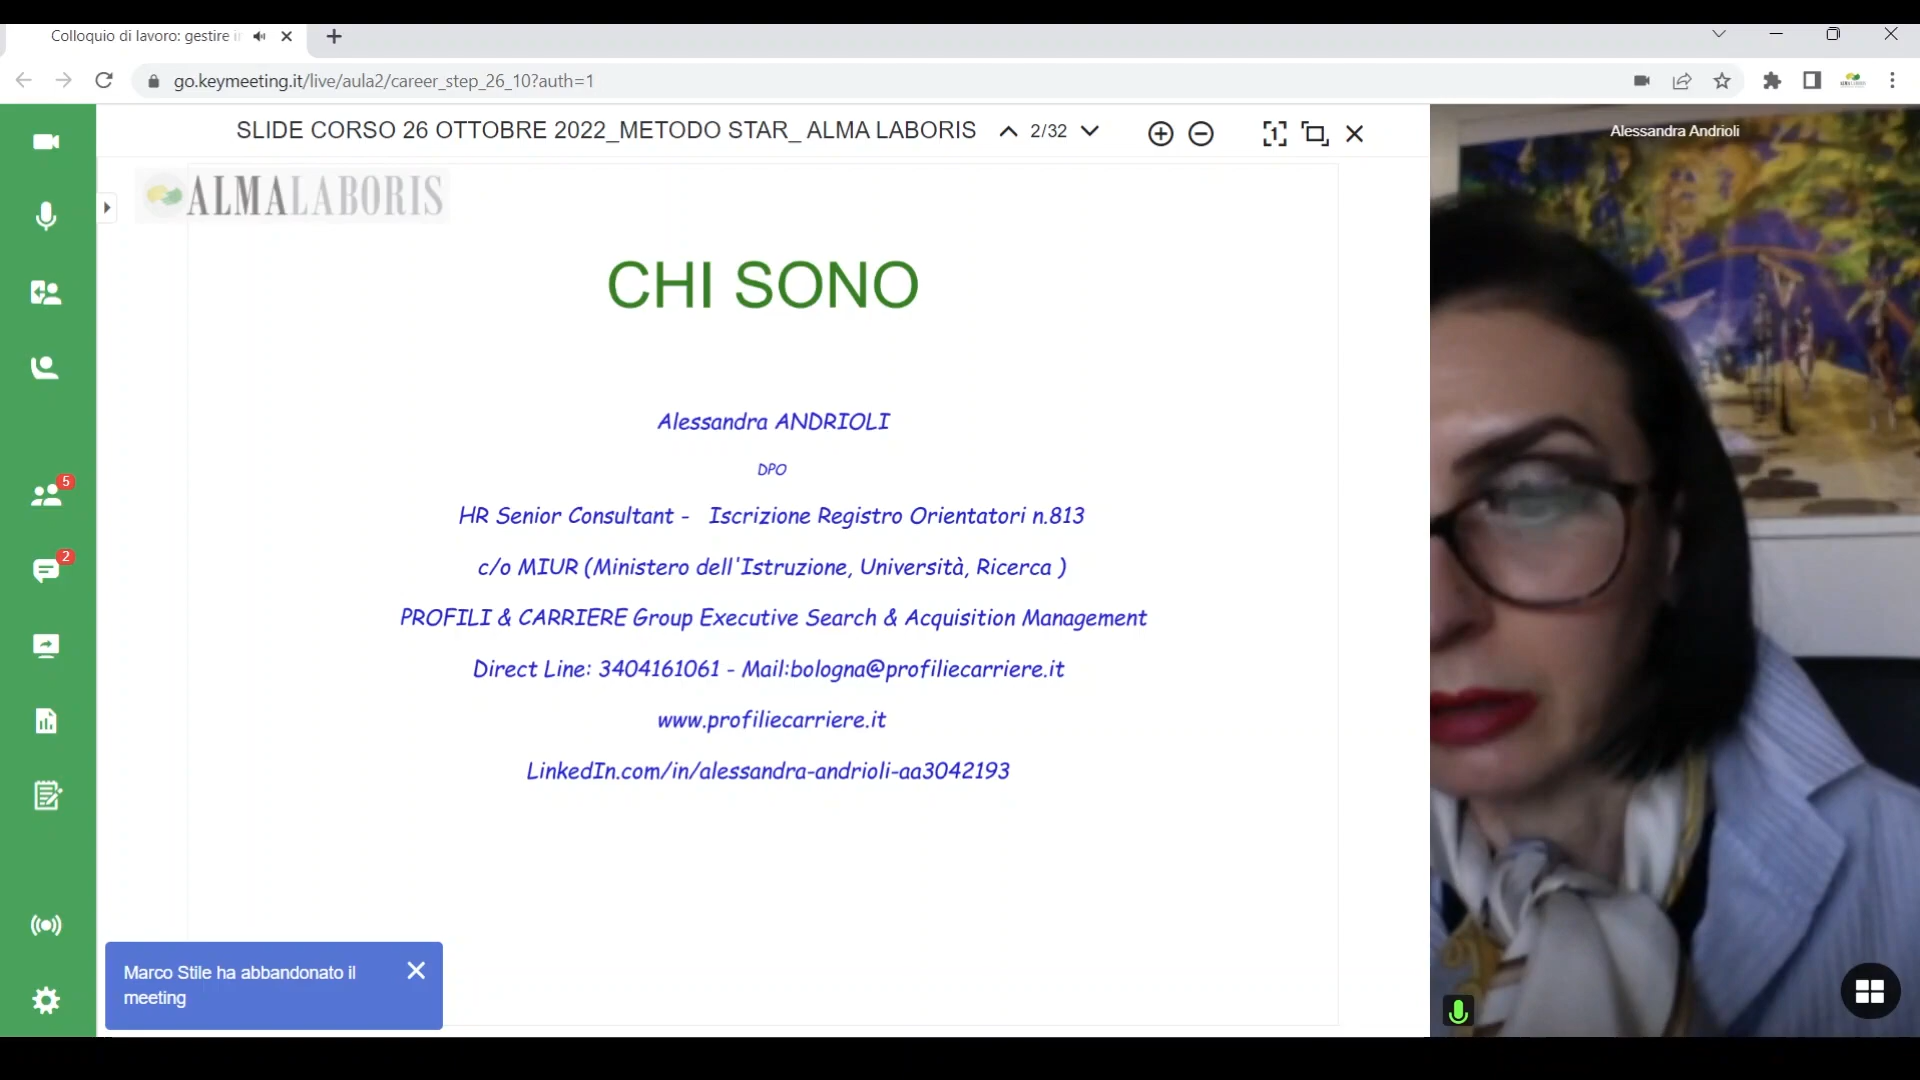 Colloquio di lavoro: gestire i
go.keymeeting.it/live/aula2/career_step_26_10?auth=1
SLIDE CORSO 26 OTTOBRE 2022_METODO STAR_ ALMA LABORIS
2/32
Alessandra Andrioli
ALMALABORIS
CHI SONO
Alessandra ANDRIOLI
DPO
HR Senior Consultant - Iscrizione Registro Orientatori n.813
c/o MIUR (Ministero dell'Istruzione, Università, Ricerca )
PROFILI & CARRIERE Group Executive Search & Acquisition Management
Direct Line: 3404161061 - Mail:bologna@profiliecarriere.it
www.profiliecarriere.it
LinkedIn.com/in/alessandra-andrioli-aa3042193
5
2
Marco Stile ha abbandonato il
meeting